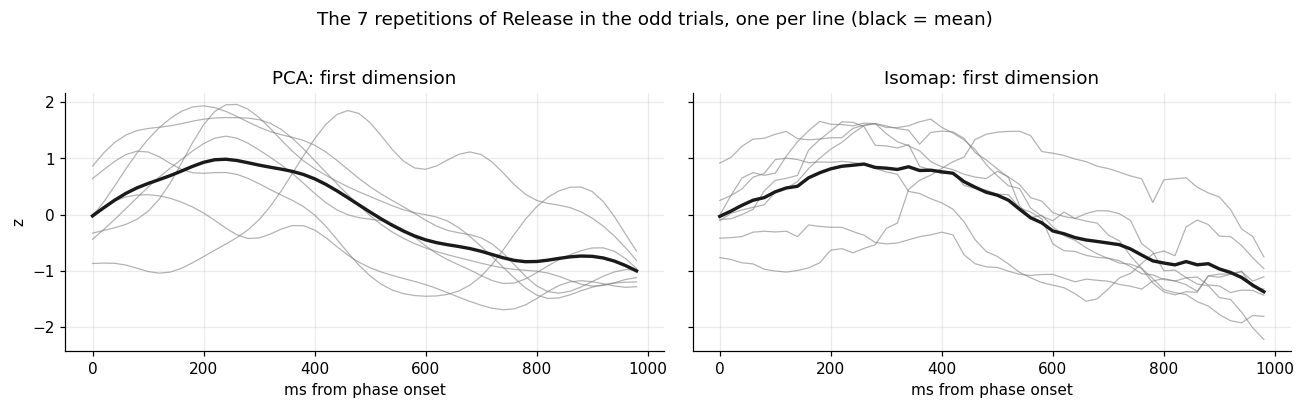 The 7 repetitions of Release in the odd trials, one per line (black = mean)
PCA: first dimension
Isomap: first dimension
2
1
0
−1
−2
z
0 200 400 600 800 1000
0 200 400 600 800 1000
ms from phase onset
ms from phase onset